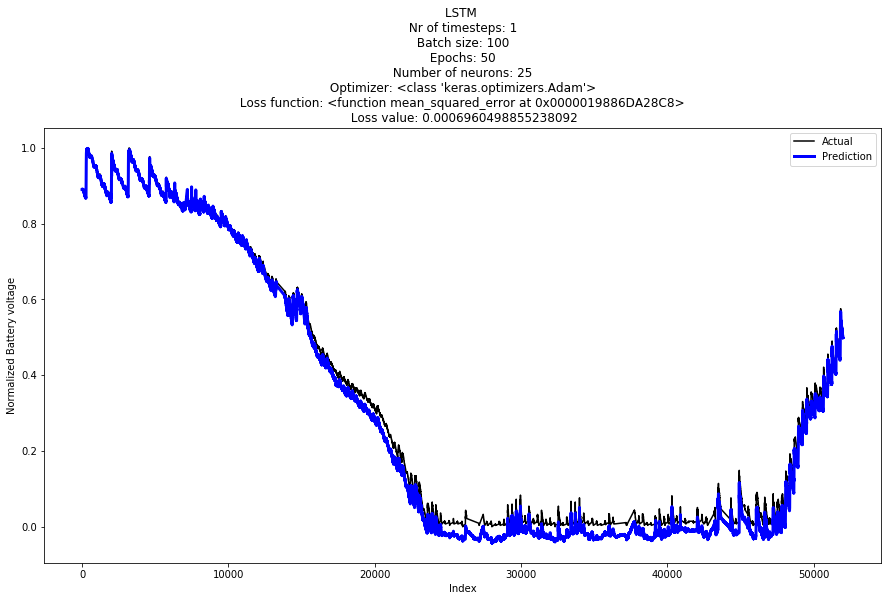 LSTM
Nr of timesteps: 1
Batch size: 100
Epochs: 50
Number of neurons: 25
Optimizer: <class 'keras.optimizers.Adam'>
Loss function: <function mean_squared_error at 0x0000019886DA28C8>
Loss value: 0.0006960498855238092
Actual
Prediction
1.0
0.8
0.6
0.4
0.2
0.0
Normalized Battery voltage
0 10000 20000 30000 40000 50000
Index